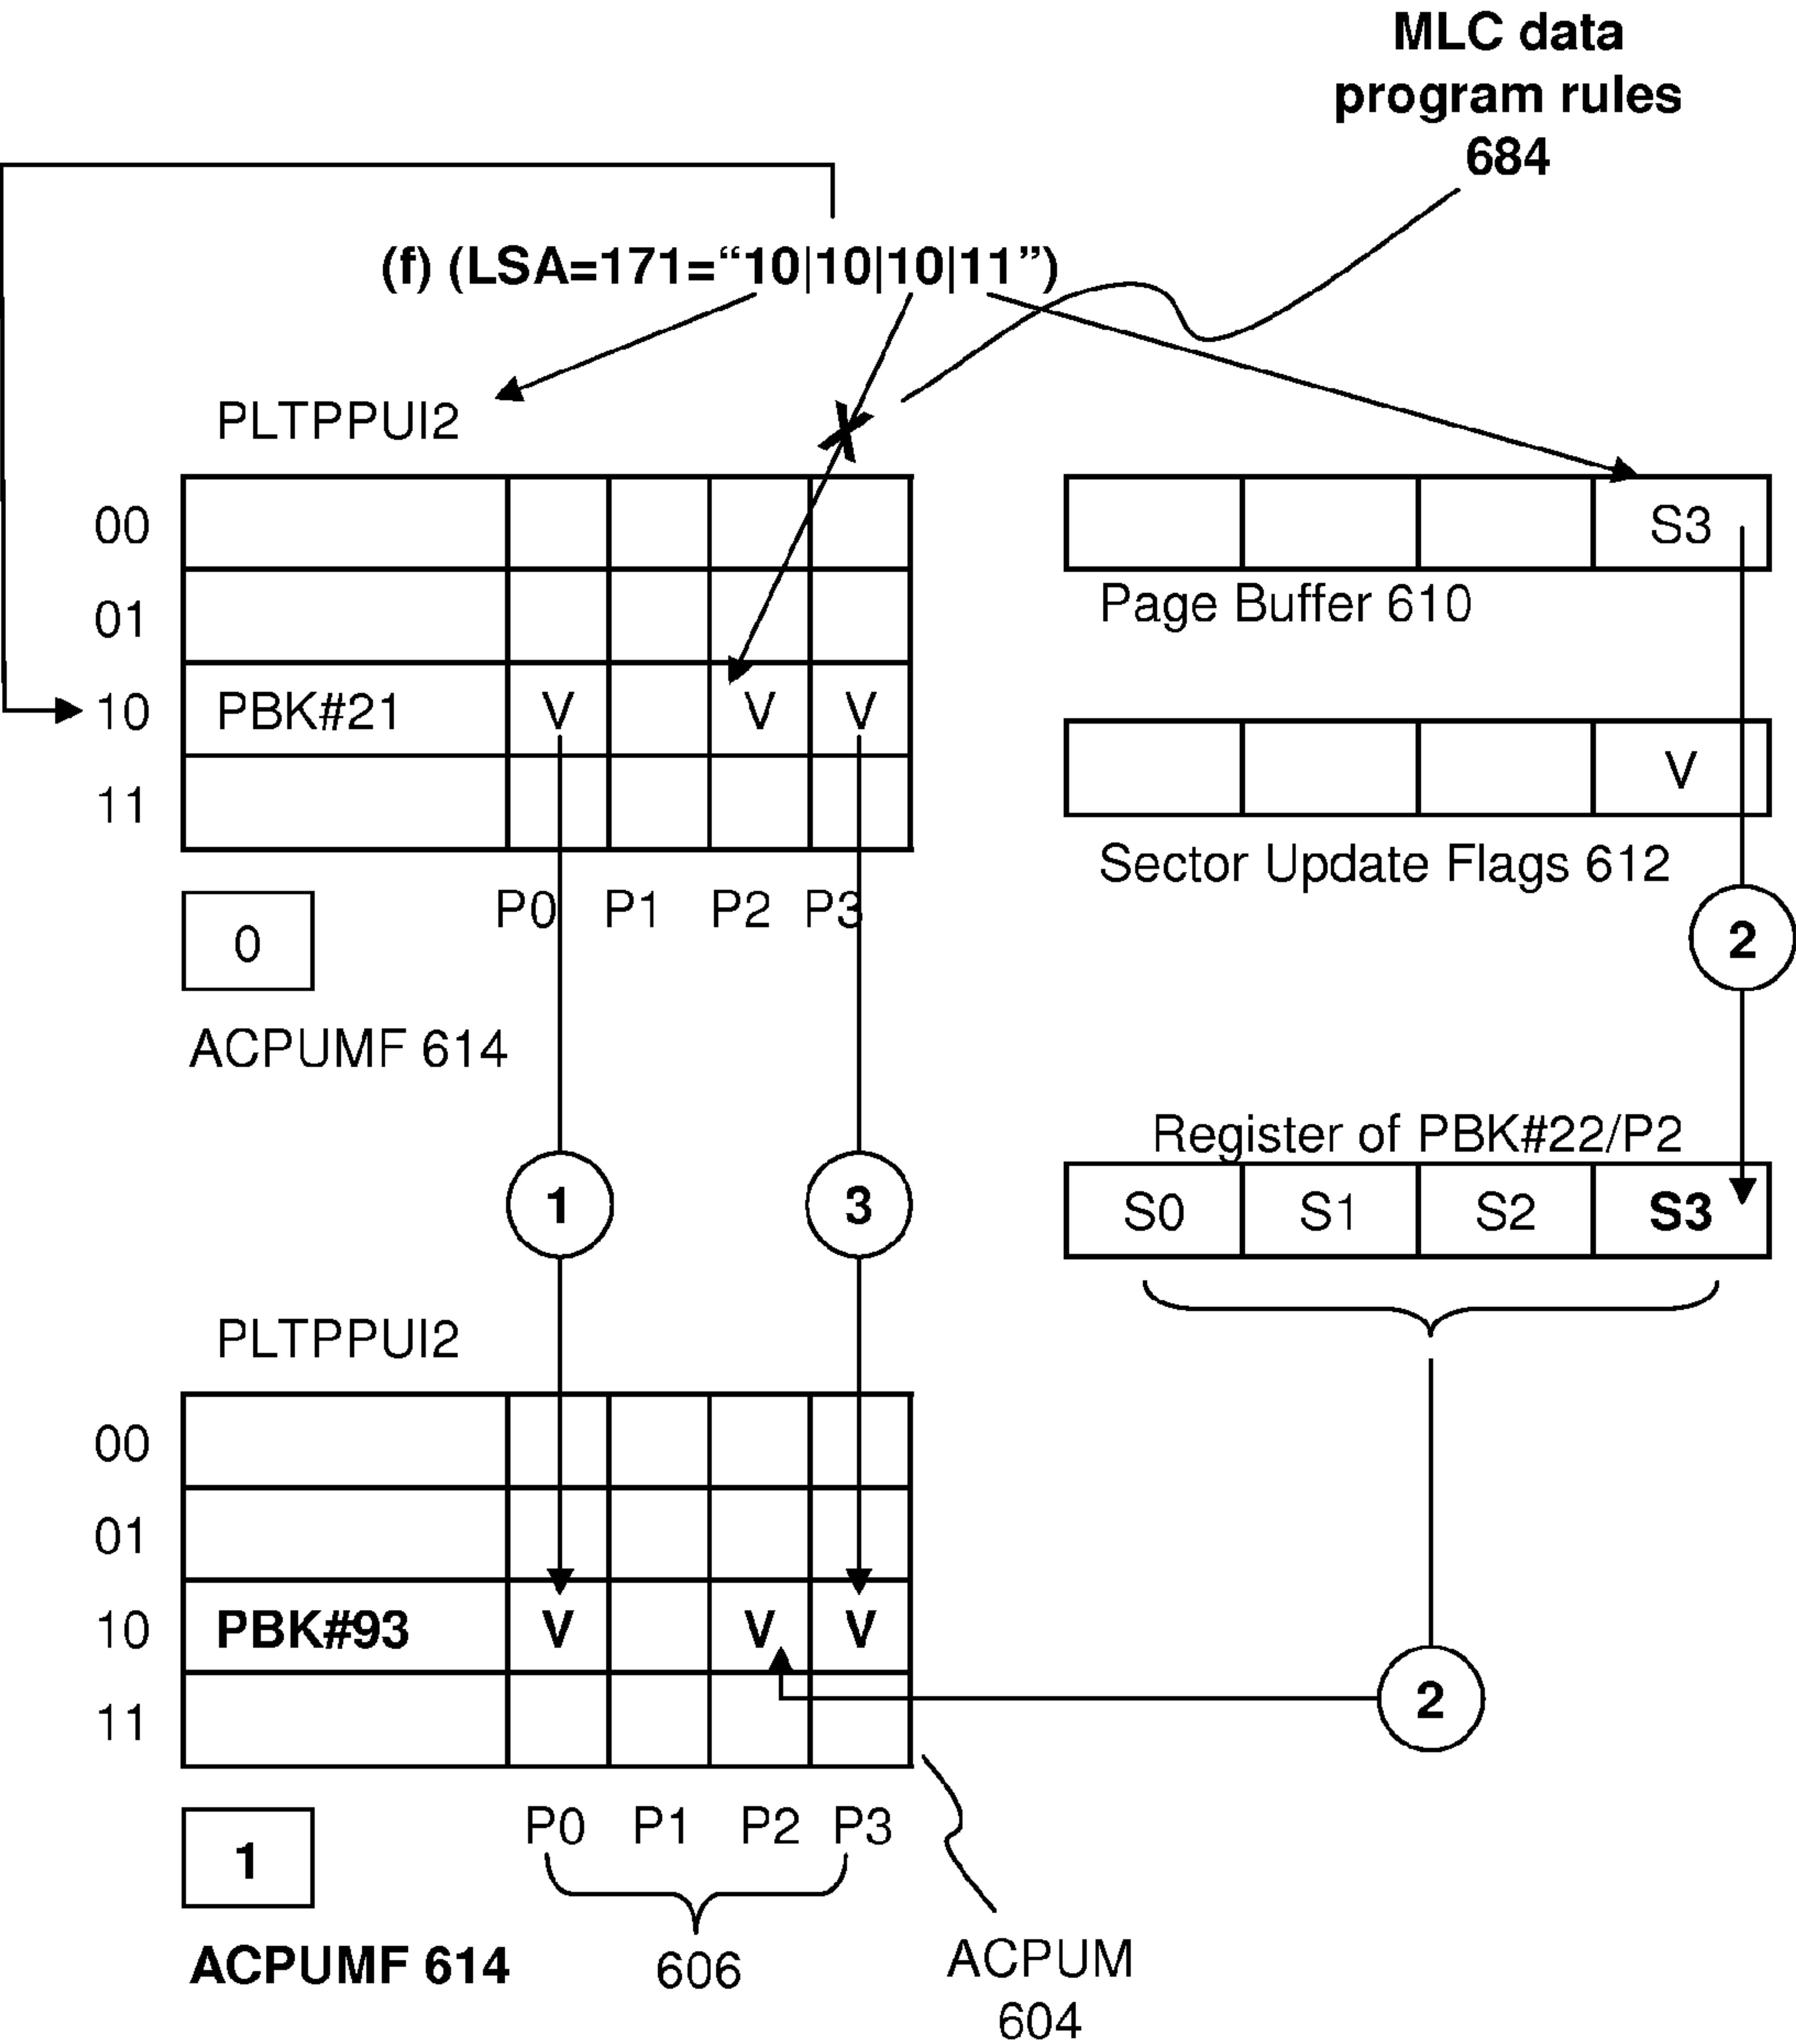 MLC data
program rules
684
(f) (LSA=171=“10|10|10|11”)
PLTPPUI2
00
01
10 PBK#21 V V V
11
P0 P1 P2 P3
0
ACPUMF 614
S3
Page Buffer 610
V
Sector Update Flags 612
2
Register of PBK#22/P2
S0 S1 S2 S3
1
3
PLTPPUI2
00
01
10 PBK#93 V V V
11
2
P0 P1 P2 P3
1
ACPUMF 614
606
ACPUM
604